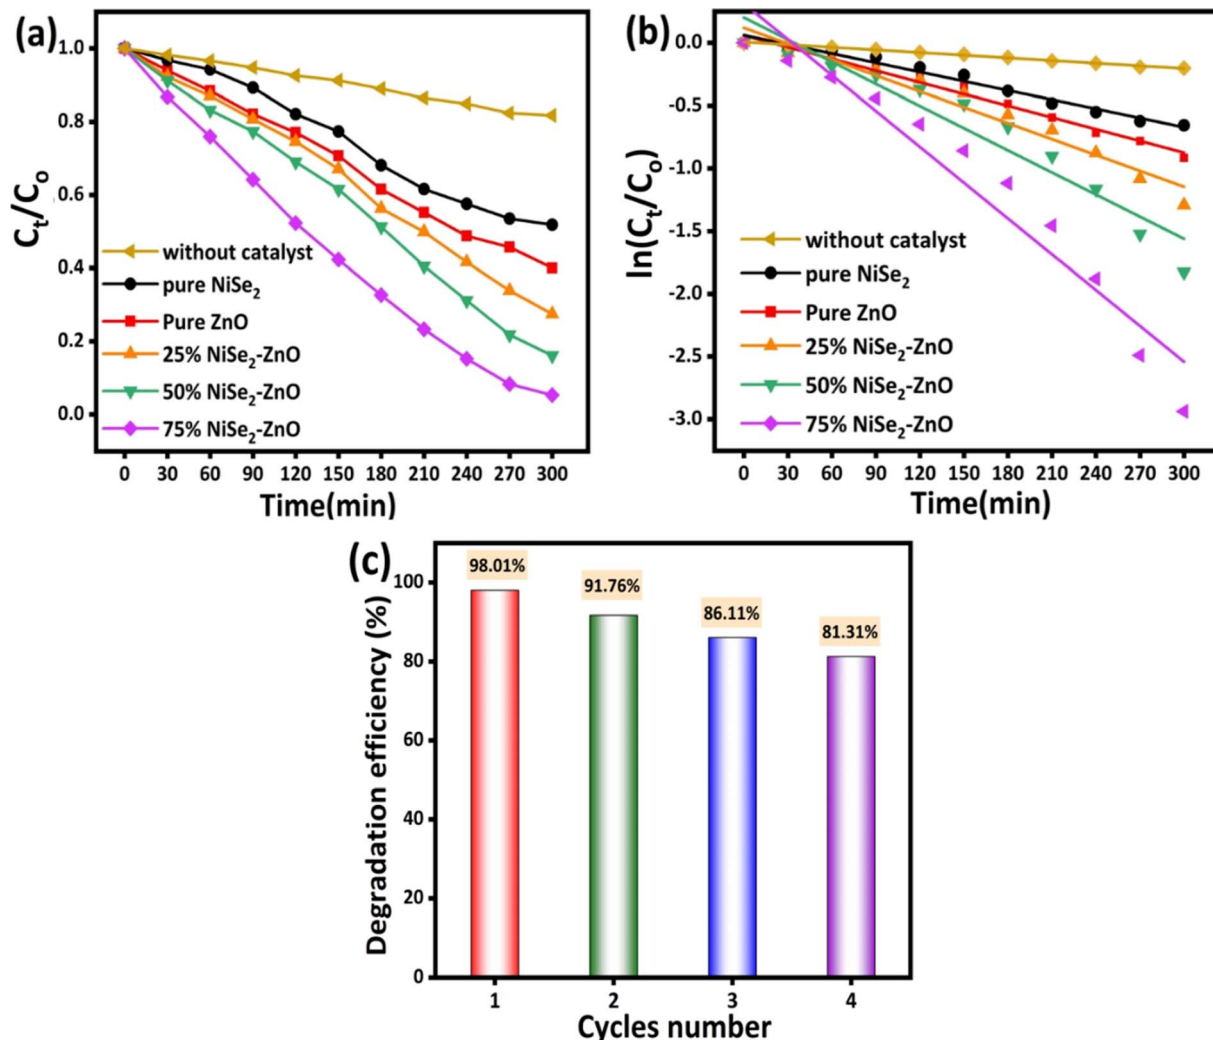 (a)
1.0
0.8
0.6
0.4
0.2
0.0
Ct/Co
without catalyst
pure NiSe2
Pure ZnO
25% NiSe2-ZnO
50% NiSe2-ZnO
75% NiSe2-ZnO
0 30 60 90 120 150 180 210 240 270 300
Time(min)
(b)
0.0
-0.5
-1.0
-1.5
-2.0
-2.5
-3.0
ln(Ct/Co)
without catalyst
pure NiSe2
Pure ZnO
25% NiSe2-ZnO
50% NiSe2-ZnO
75% NiSe2-ZnO
0 30 60 90 120 150 180 210 240 270 300
Time(min)
(c)
98.01%
91.76%
86.11%
81.31%
100
80
60
40
20
0
Degradation efficiency (%)
1 2 3 4
Cycles number